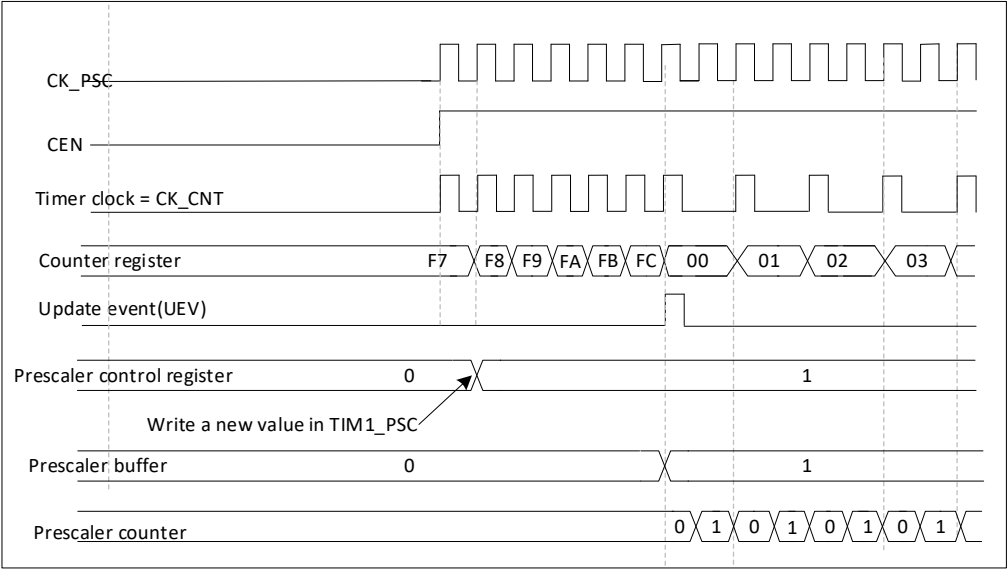 CK_PSC
CEN
Timer clock = CK_CNT
Counter register F7 F8 F9 FA FB FC 00 01 02 03
Update event(UEV)
Prescaler control register 0 1
Write a new value in TIM1_PSC
Prescaler buffer 0 1
Prescaler counter 0 1 0 1 0 1 0 1